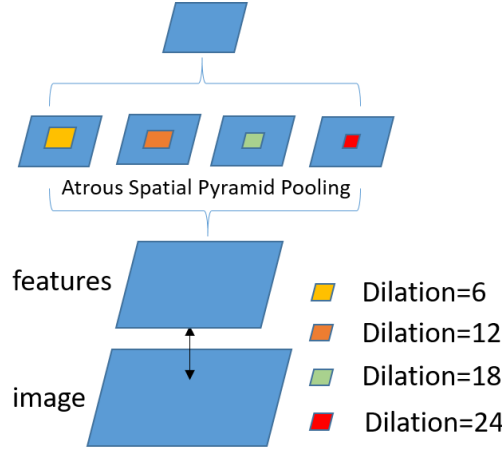 Atrous Spatial Pyramid Pooling
features
image
Dilation=6
Dilation=12
Dilation=18
Dilation=24